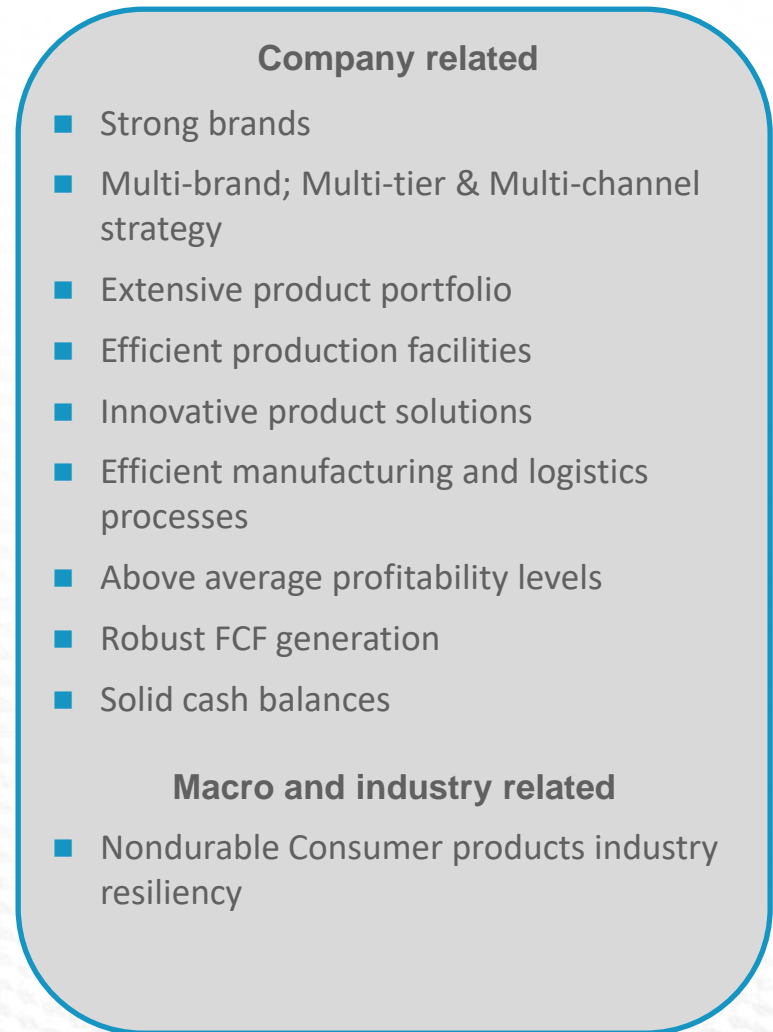 Company related
■ Strong brands
■ Multi-brand; Multi-tier & Multi-channel
strategy
■ Extensive product portfolio
■ Efficient production facilities
■ Innovative product solutions
■ Efficient manufacturing and logistics
processes
■ Above average profitability levels
■ Robust FCF generation
■ Solid cash balances
Macro and industry related
■ Nondurable Consumer products industry
resiliency